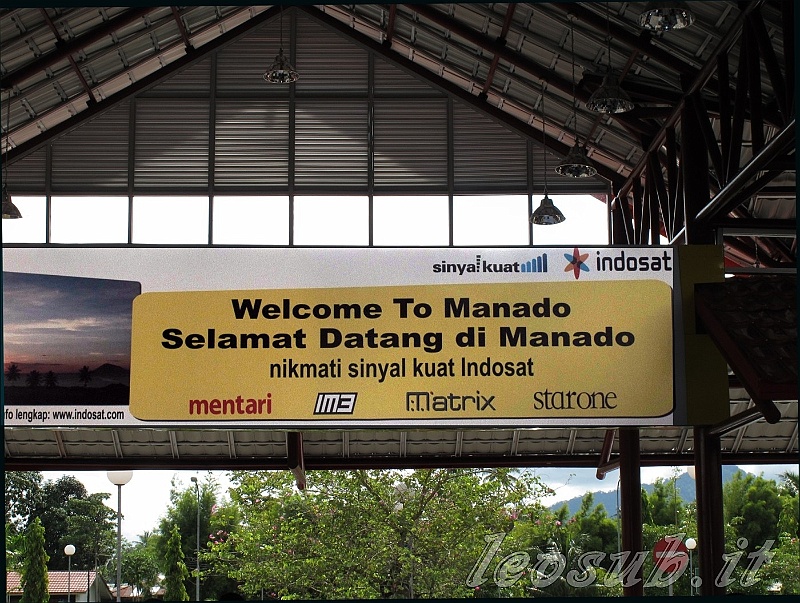 sinyal kuat indosat
Welcome To Manado
Selamat Datang di Manado
nikmati sinyal kuat Indosat
mentari IM3 Matrix starone
nfo lengkap: www.indosat.com
leosub.it